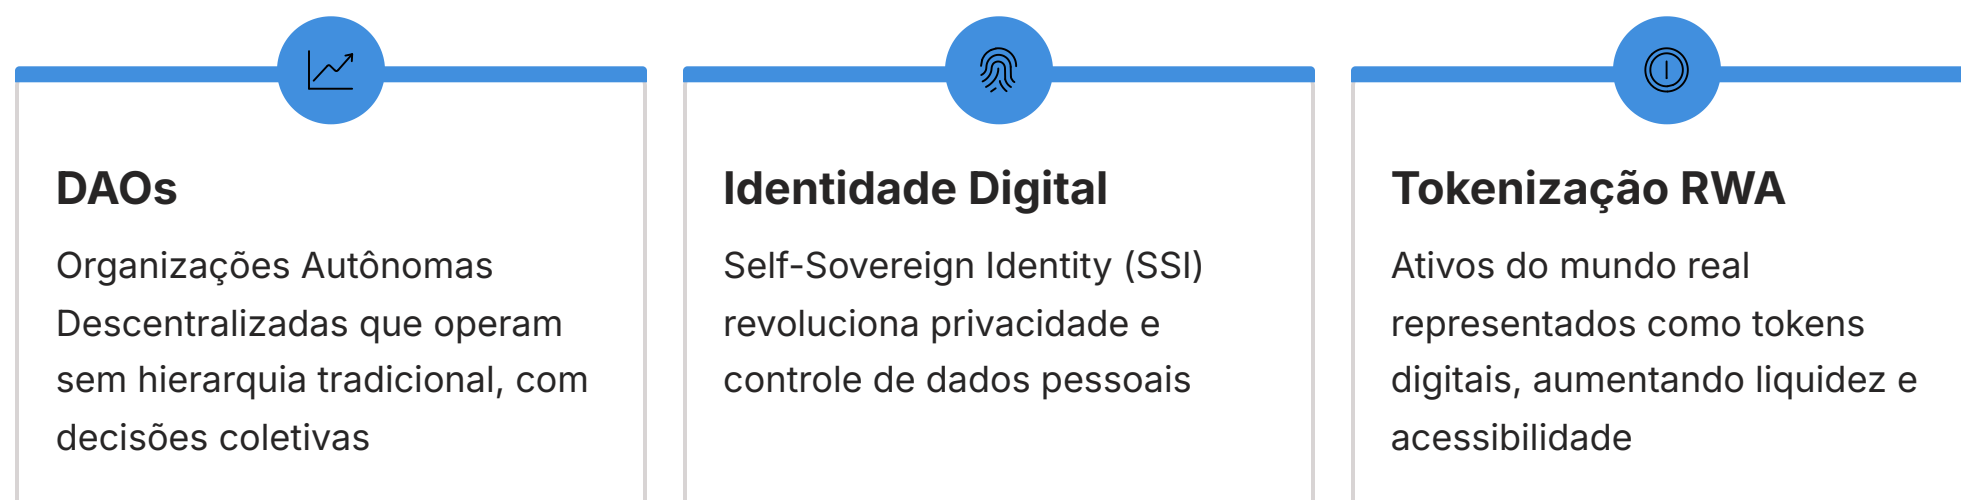 DAOs
Organizações Autônomas
Descentralizadas que operam
sem hierarquia tradicional, com
decisões coletivas
Identidade Digital
Self-Sovereign Identity (SSI)
revoluciona privacidade e
controle de dados pessoais
Tokenização RWA
Ativos do mundo real
representados como tokens
digitais, aumentando liquidez e
acessibilidade